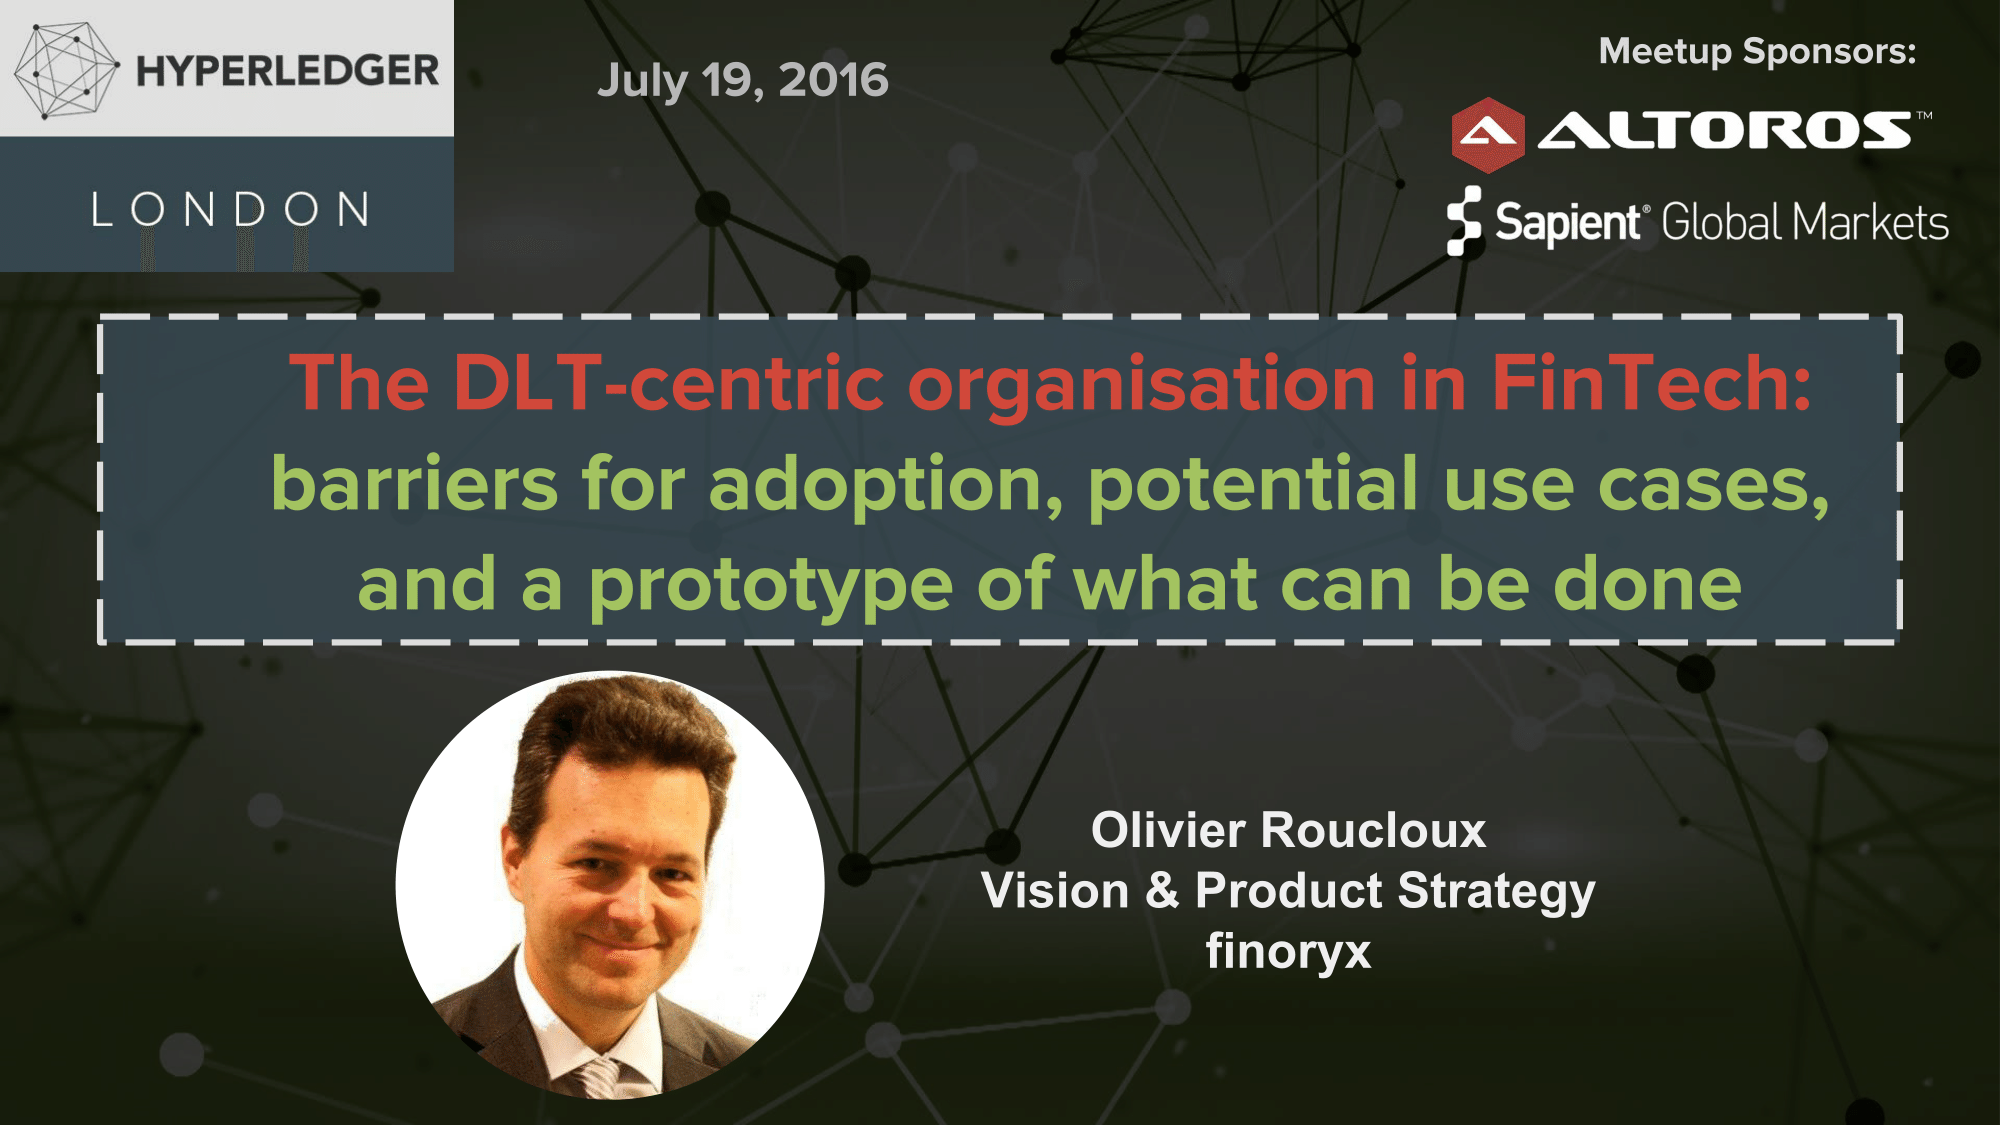 HYPERLEDGER
LONDON
July 19, 2016
Meetup Sponsors:
ALTOROS™
Sapient® Global Markets
The DLT-centric organisation in FinTech:
barriers for adoption, potential use cases,
and a prototype of what can be done
Olivier Roucloux
Vision & Product Strategy
finoryx